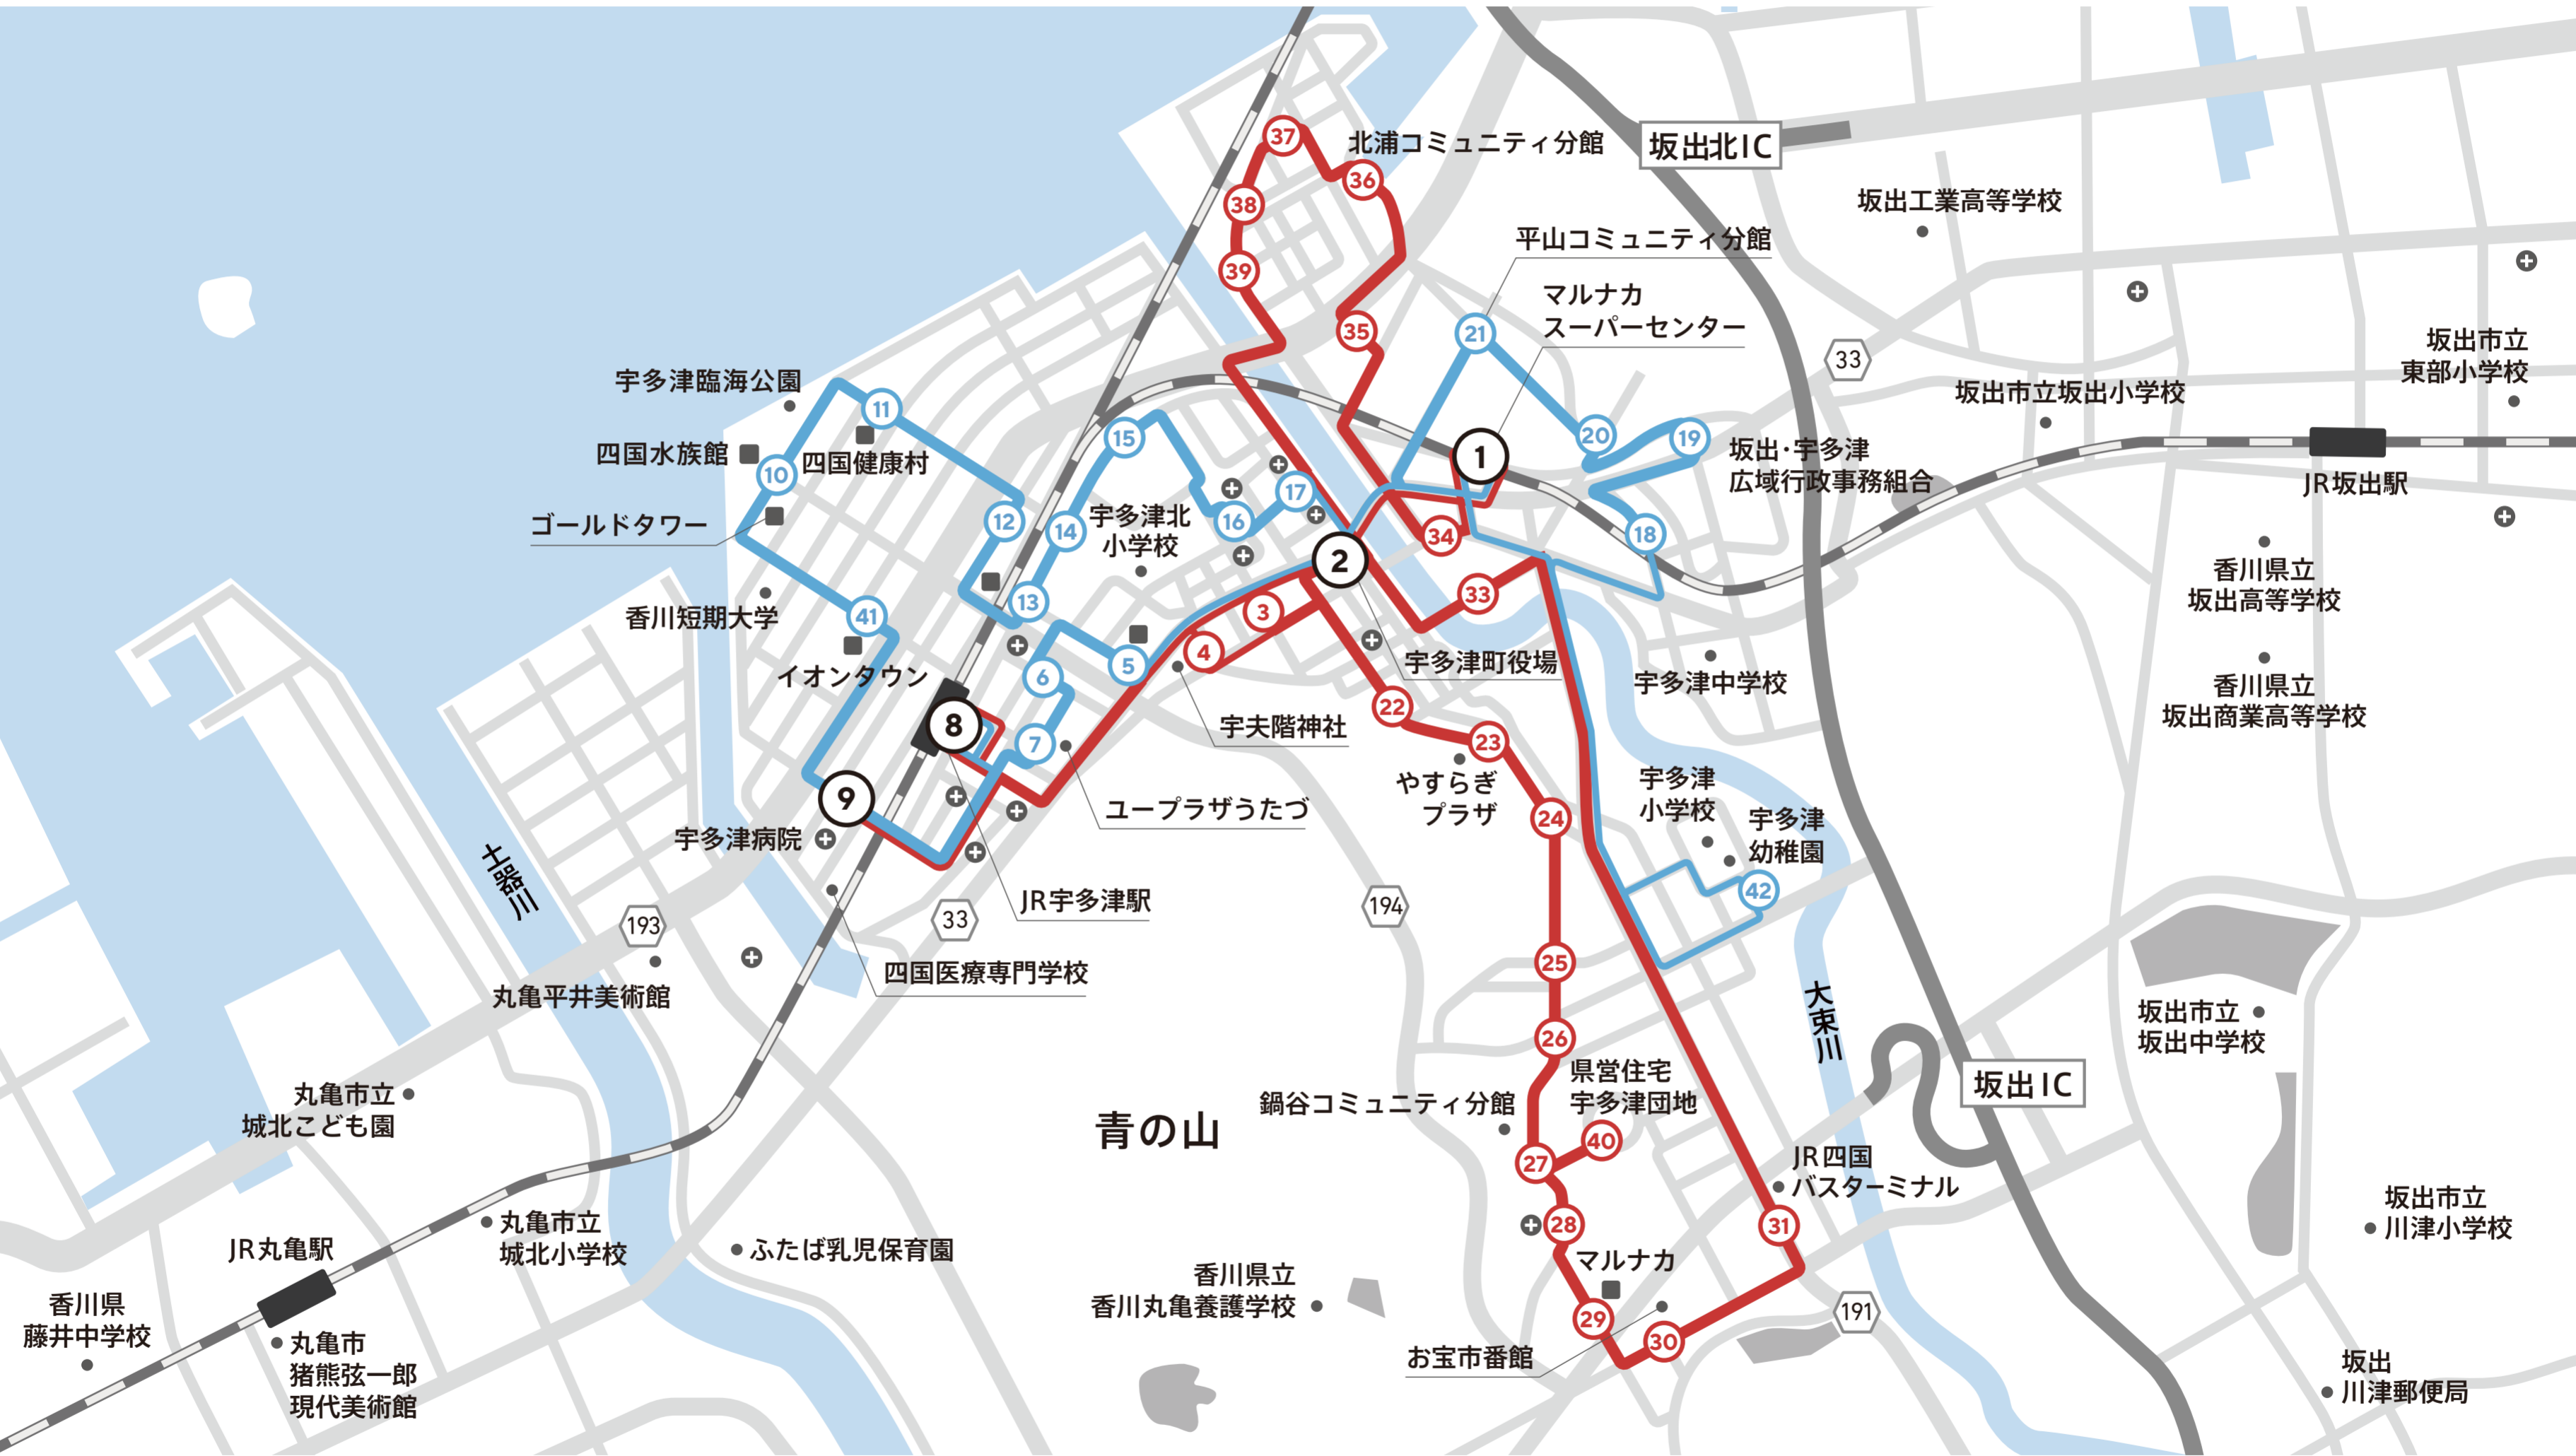 37
北浦コミュニティ分館
36
38
39
35
坂出北IC
坂出工業高等学校
平山コミュニティ分館
マルナカ
スーパーセンター
21
1
20
19
18
33
坂出・宇多津
広域行政事務組合
坂出市立坂出小学校
坂出市立
東部小学校
JR坂出駅
香川県立
坂出高等学校
香川県立
坂出商業高等学校
宇多津臨海公園
四国水族館
11
10
四国健康村
ゴールドタワー
12
香川短期大学
41
イオンタウン
13
14
15
宇多津北
小学校
16
17
2
34
33
3
4
5
6
7
8
9
宇多津町役場
宇夫階神社
ユープラザうたづ
宇多津中学校
22
23
やすらぎ
プラザ
24
宇多津
小学校
宇多津
幼稚園
42
宇多津病院
JR宇多津駅
四国医療専門学校
193
33
194
土器川
丸亀平井美術館
丸亀市立
城北こども園
丸亀市立
城北小学校
JR丸亀駅
香川県
藤井中学校
丸亀市
猪熊弦一郎
現代美術館
ふたば乳児保育園
青の山
25
26
県営住宅
宇多津団地
鍋谷コミュニティ分館
40
27
28
マルナカ
29
30
お宝市番館
香川県立
香川丸亀養護学校
JR四国
バスターミナル
31
191
大束川
坂出IC
坂出市立
坂出中学校
坂出市立
川津小学校
坂出
川津郵便局